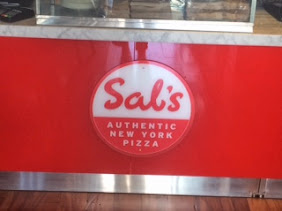 Sal's
AUTHENTIC
NEW YORK
PIZZA